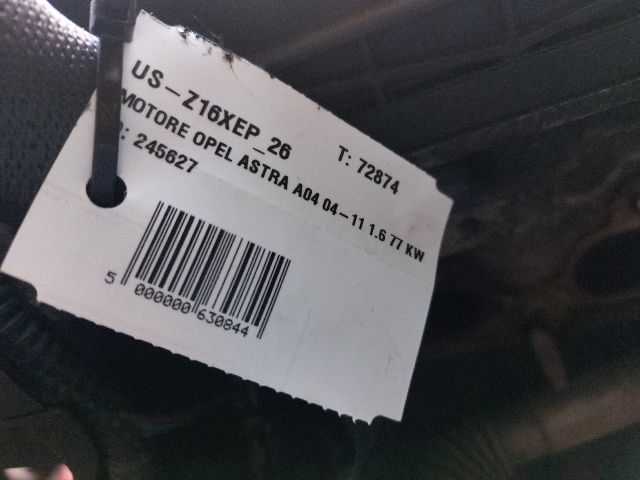 US-Z16XEP_26 T: 72874
MOTORE OPEL ASTRA A04 04-11 1.6 77 KW
: 245627
5 000000 630844